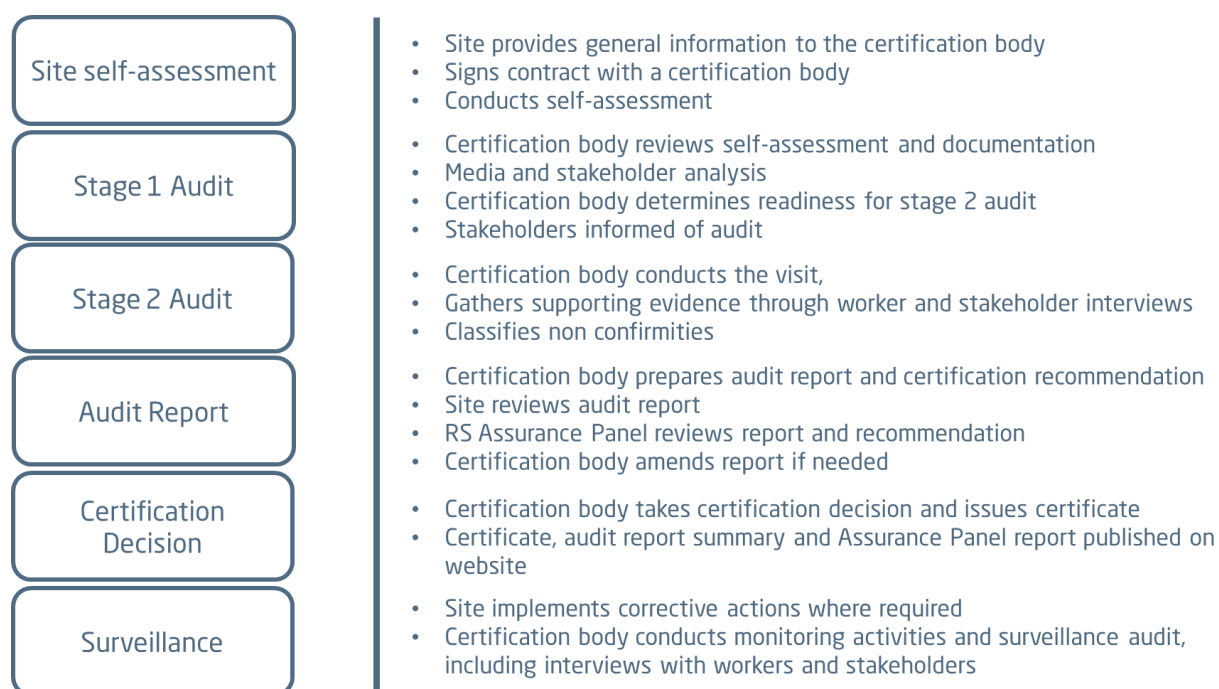 Site self-assessment
• Site provides general information to the certification body
• Signs contract with a certification body
• Conducts self-assessment
Stage 1 Audit
• Certification body reviews self-assessment and documentation
• Media and stakeholder analysis
• Certification body determines readiness for stage 2 audit
• Stakeholders informed of audit
Stage 2 Audit
• Certification body conducts the visit,
• Gathers supporting evidence through worker and stakeholder interviews
• Classifies non confirmities
Audit Report
• Certification body prepares audit report and certification recommendation
• Site reviews audit report
• RS Assurance Panel reviews report and recommendation
• Certification body amends report if needed
Certification
Decision
• Certification body takes certification decision and issues certificate
• Certificate, audit report summary and Assurance Panel report published on
website
Surveillance
• Site implements corrective actions where required
• Certification body conducts monitoring activities and surveillance audit,
including interviews with workers and stakeholders